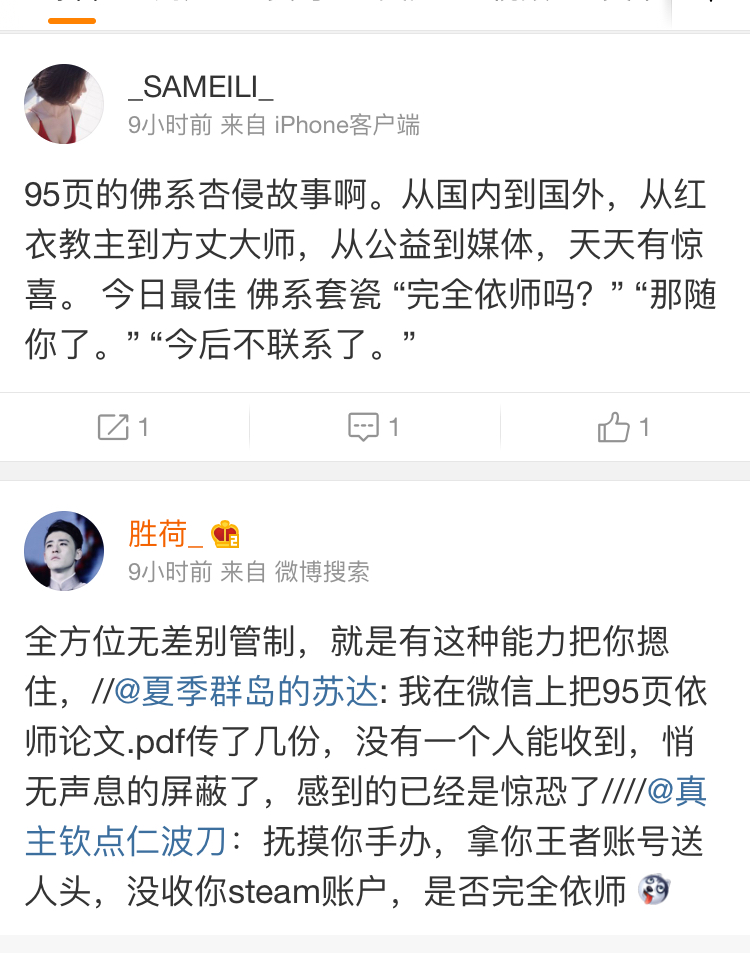 _SAMEILI_
9小时前 来自 iPhone客户端
95页的佛系杏侵故事啊。从国内到国外，从红
衣教主到方丈大师，从公益到媒体，天天有惊
喜。 今日最佳 佛系套瓷 “完全依师吗？” “那随
你了。” “今后不联系了。”
1
1
1
胜荷_
9小时前 来自 微博搜索
全方位无差别管制，就是有这种能力把你摁
住，//@夏季群岛的苏达: 我在微信上把95页依
师论文.pdf传了几份，没有一个人能收到，悄
无声息的屏蔽了，感到的已经是惊恐了////@真
主钦点仁波刀：抚摸你手办，拿你王者账号送
人头，没收你steam账户，是否完全依师